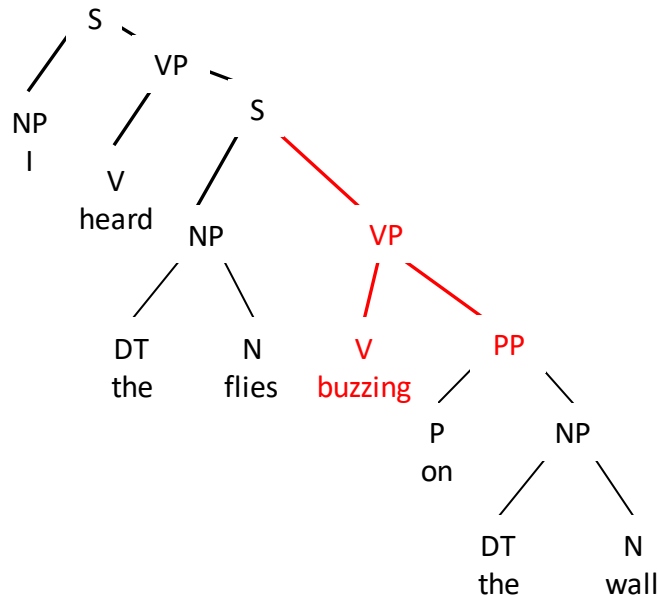 S
VP
S
NP
I
V
heard
NP
VP
DT
the
N
flies
V
buzzing
PP
P
on
NP
DT
the
N
wall